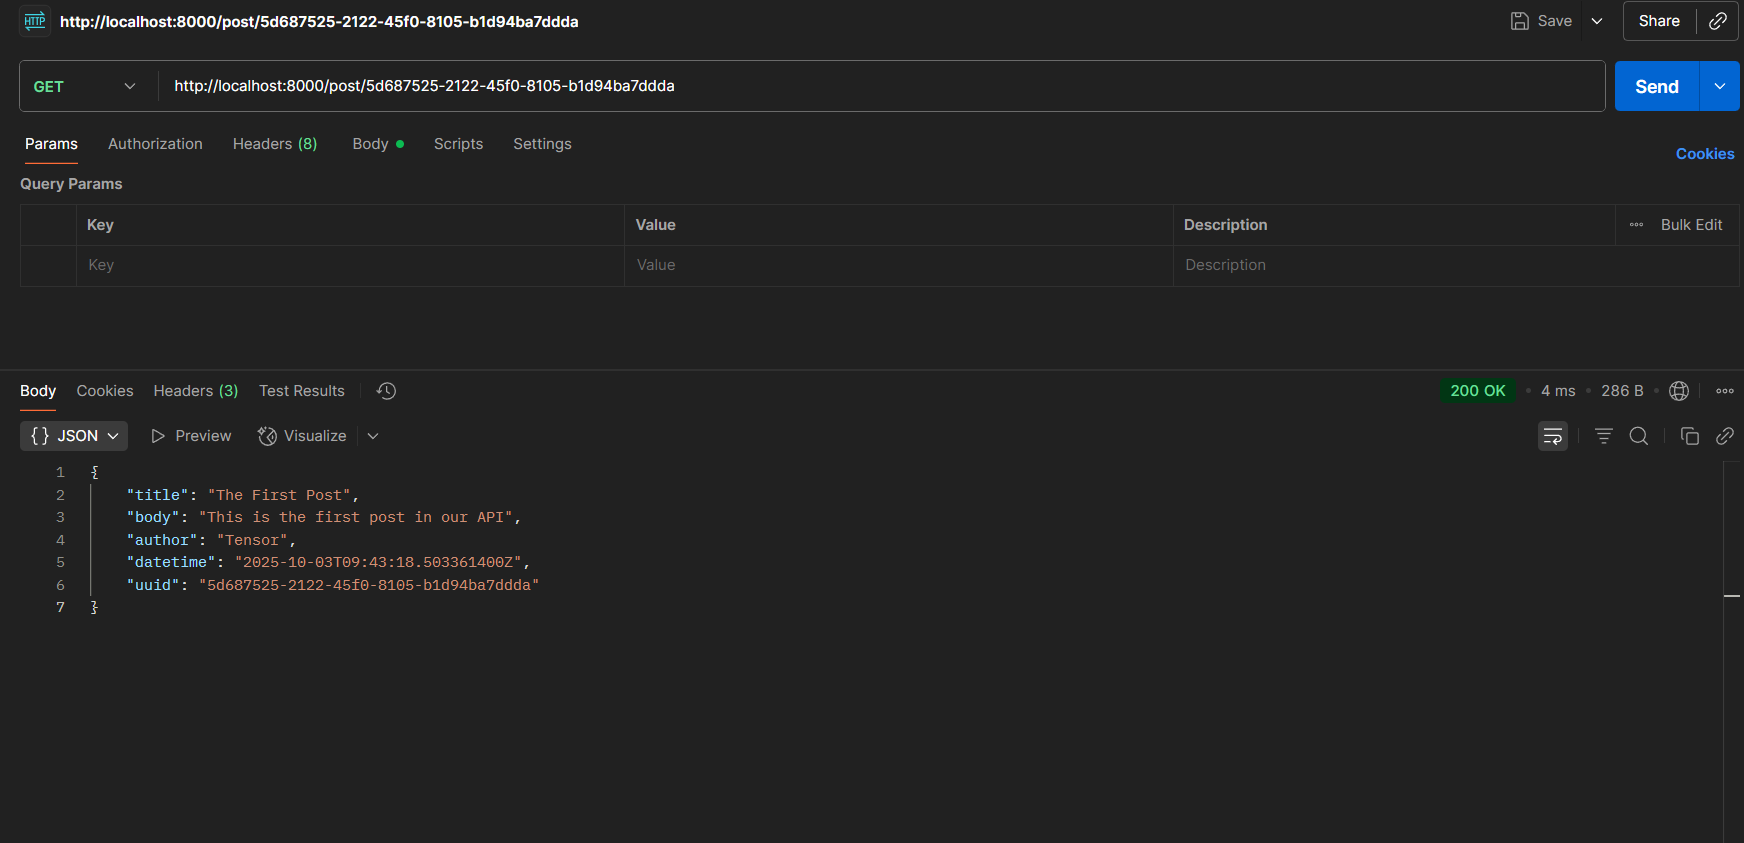 HTTP http://localhost:8000/post/5d687525-2122-45f0-8105-b1d94ba7ddda Save Share
GET http://localhost:8000/post/5d687525-2122-45f0-8105-b1d94ba7ddda Send
Params Authorization Headers (8) Body Scripts Settings Cookies
Query Params
Key Value Description Bulk Edit
Key Value Description
Body Cookies Headers (3) Test Results 200 OK 4 ms 286 B
{} JSON Preview Visualize
1 {
2 "title": "The First Post",
3 "body": "This is the first post in our API",
4 "author": "Tensor",
5 "datetime": "2025-10-03T09:43:18.503361400Z",
6 "uuid": "5d687525-2122-45f0-8105-b1d94ba7ddda"
7 }